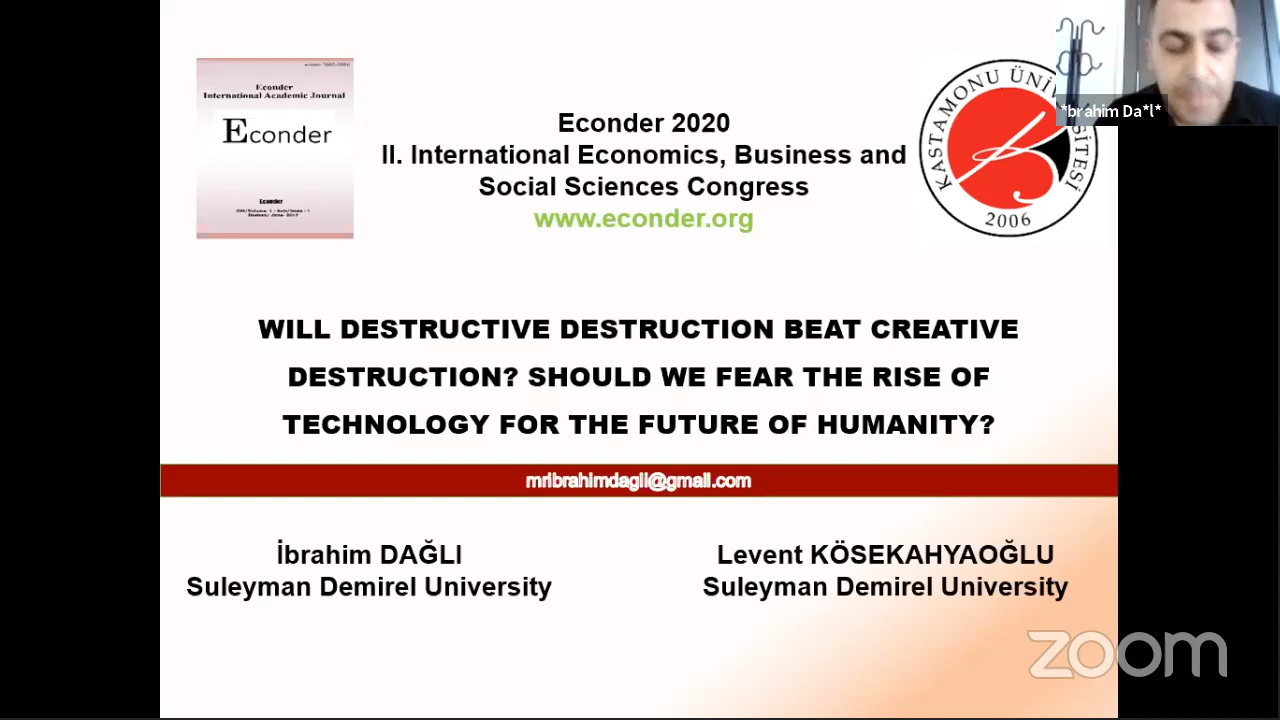 Econder
International Academic Journal
Econder
Econder
Econder 2020
II. International Economics, Business and
Social Sciences Congress
www.econder.org
KASTAMONU ÜNİ
SİTESİ
2006
*brahim Da*l*
WILL DESTRUCTIVE DESTRUCTION BEAT CREATIVE
DESTRUCTION? SHOULD WE FEAR THE RISE OF
TECHNOLOGY FOR THE FUTURE OF HUMANITY?
mribrahimdagli@gmail.com
İbrahim DAĞLI
Suleyman Demirel University
Levent KÖSEKAHYAOĞLU
Suleyman Demirel University
zoom